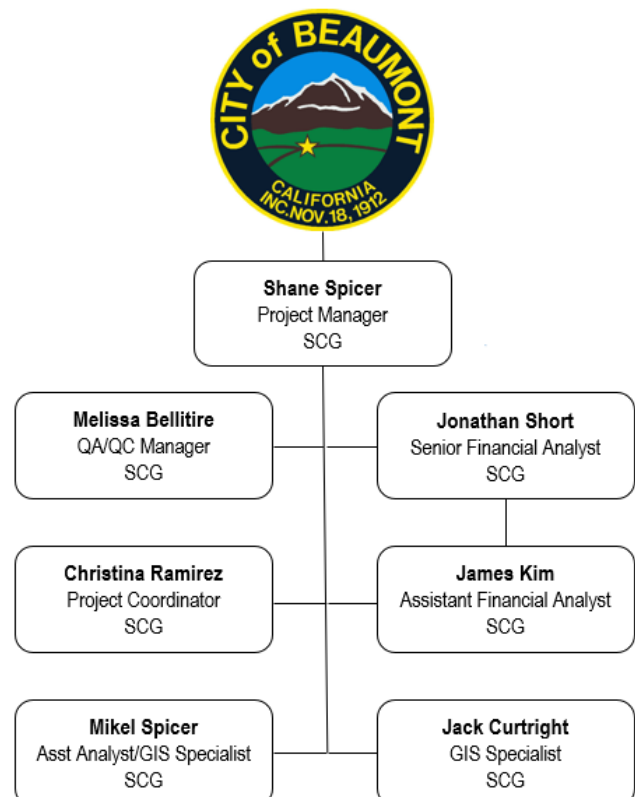 CITY of BEAUMONT
CALIFORNIA
INC.NOV.18, 1912
Shane Spicer
Project Manager
SCG
Melissa Bellitire
QA/QC Manager
SCG
Jonathan Short
Senior Financial Analyst
SCG
Christina Ramirez
Project Coordinator
SCG
James Kim
Assistant Financial Analyst
SCG
Mikel Spicer
Asst Analyst/GIS Specialist
SCG
Jack Curtright
GIS Specialist
SCG